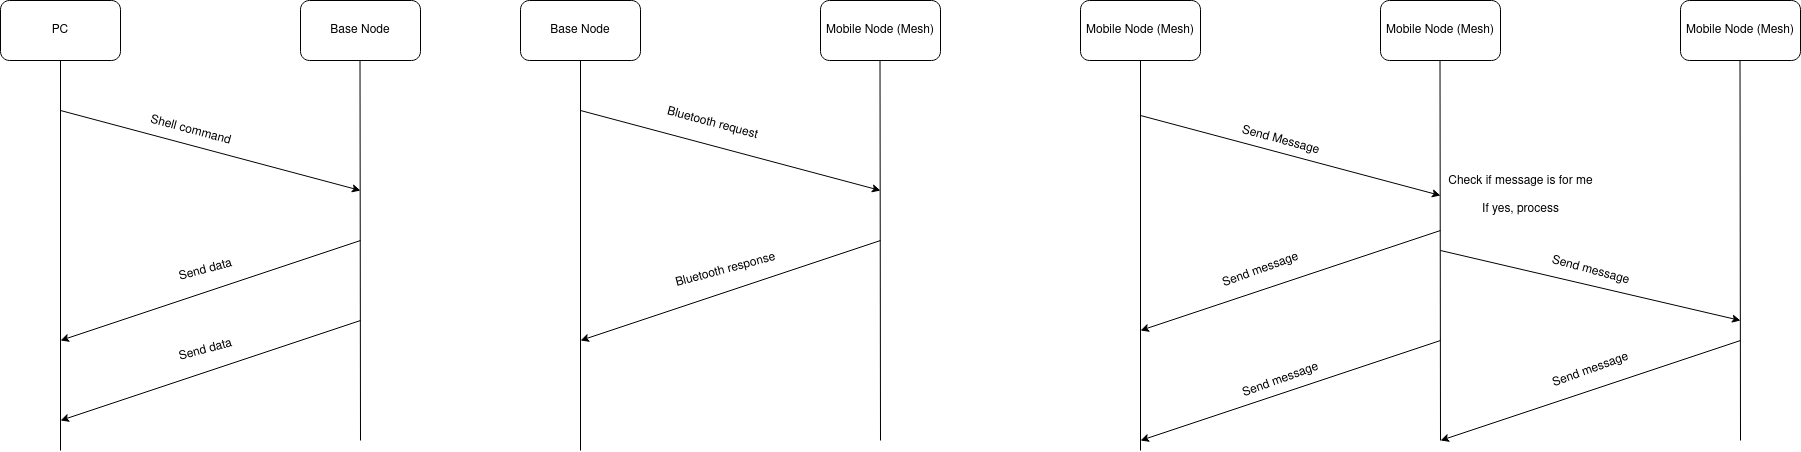 PC
Base Node
Base Node
Mobile Node (Mesh)
Mobile Node (Mesh)
Mobile Node (Mesh)
Mobile Node (Mesh)
Shell command
Send data
Send data
Bluetooth request
Bluetooth response
Send Message
Check if message is for me
If yes, process
Send message
Send message
Send message
Send message